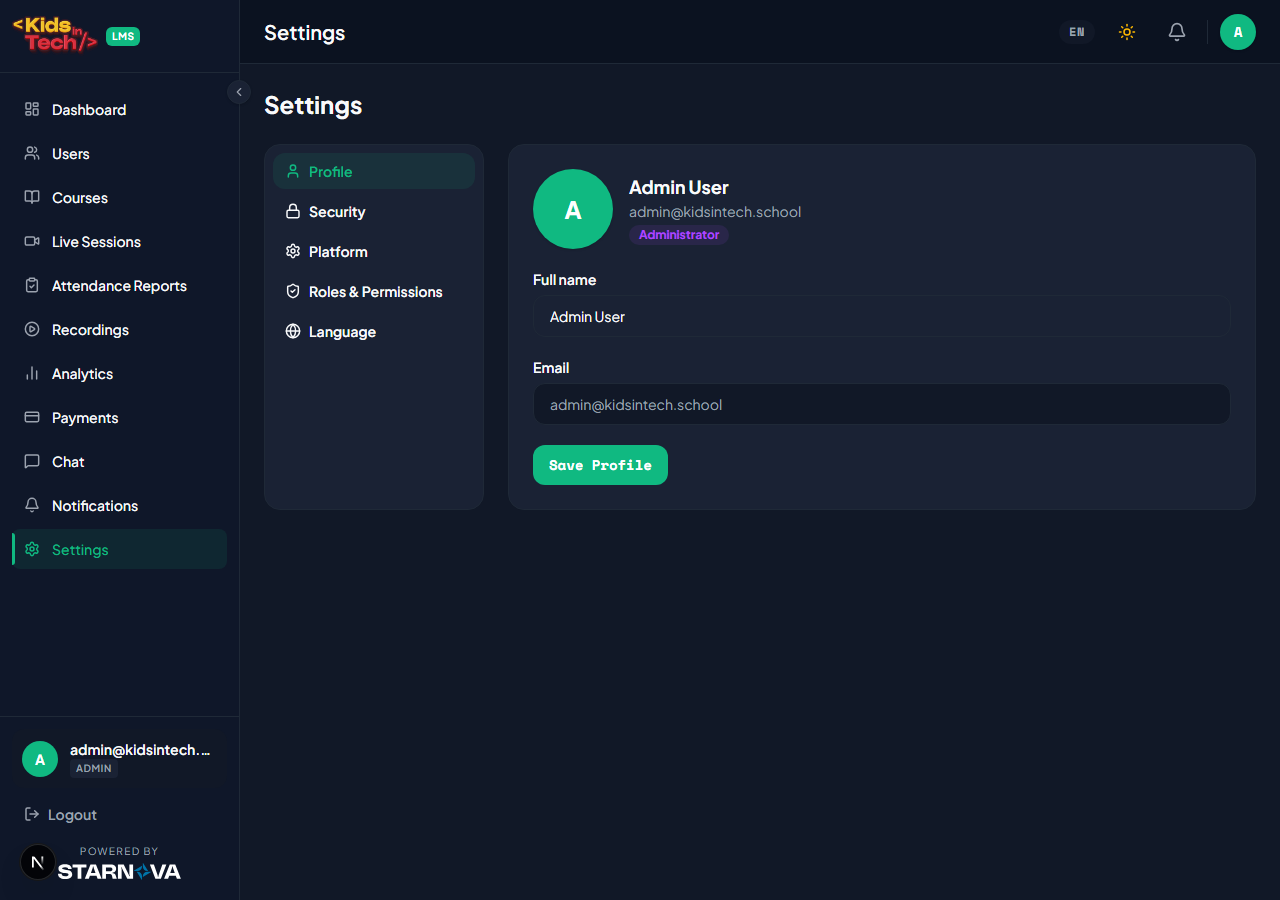 <Kids in
Tech/>
LMS
Settings
EN
A
Dashboard
Users
Courses
Live Sessions
Attendance Reports
Recordings
Analytics
Payments
Chat
Notifications
Settings
A
admin@kidsintech....
ADMIN
Logout
N
POWERED BY
STARNOVA
Settings
Profile
Security
Platform
Roles & Permissions
Language
A
Admin User
admin@kidsintech.school
Administrator
Full name
Admin User
Email
admin@kidsintech.school
Save Profile